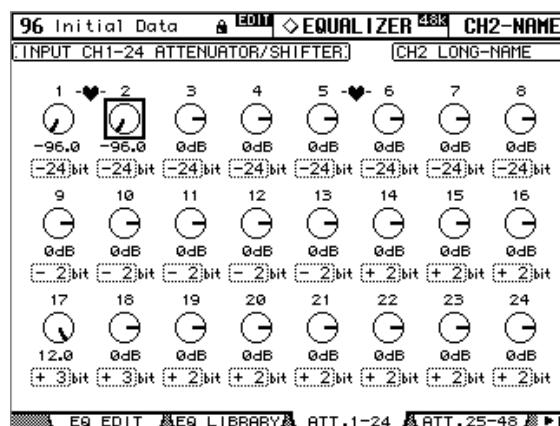 96 Initial Data EDIT EQUALIZER 48K CH2-NAME
INPUT CH1-24 ATTENUATOR/SHIFTER CH2 LONG-NAME
1 2 3 4 5 6 7 8
-96.0 -96.0 0dB 0dB 0dB 0dB 0dB 0dB
-24 bit -24 bit -24 bit -24 bit -24 bit -24 bit -24 bit -24 bit
9 10 11 12 13 14 15 16
0dB 0dB 0dB 0dB 0dB 0dB 0dB 0dB
- 2 bit - 2 bit - 2 bit - 2 bit - 2 bit + 2 bit + 2 bit + 2 bit
17 18 19 20 21 22 23 24
12.0 0dB 0dB 0dB 0dB 0dB 0dB 0dB
+ 3 bit + 3 bit + 2 bit + 2 bit + 2 bit + 2 bit + 2 bit + 2 bit
EQ EDIT EQ LIBRARY ATT.1-24 ATT.25-48